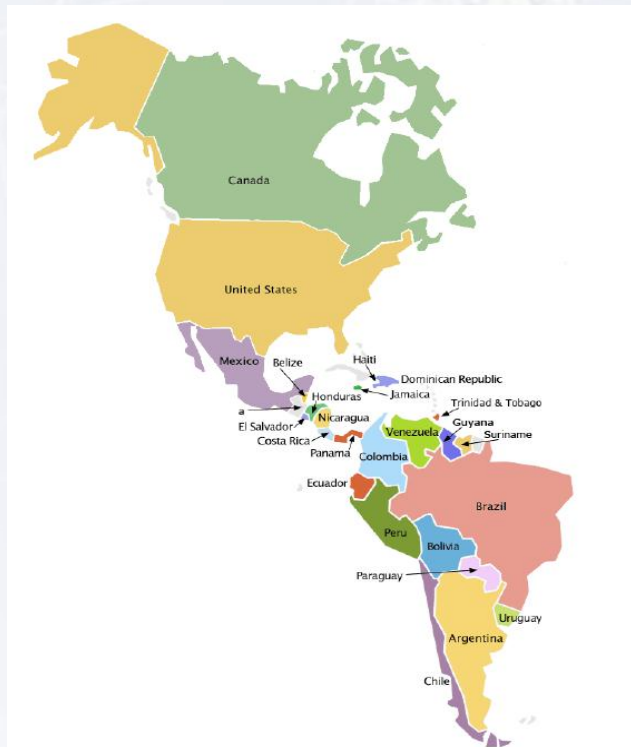 Canada
United States
Mexico
Belize
Haiti
Dominican Republic
Jamaica
Honduras
a
Nicaragua
El Salvador
Costa Rica
Panama
Trinidad & Tobago
Venezuela
Guyana
Suriname
Colombia
Ecuador
Brazil
Peru
Bolivia
Paraguay
Uruguay
Argentina
Chile